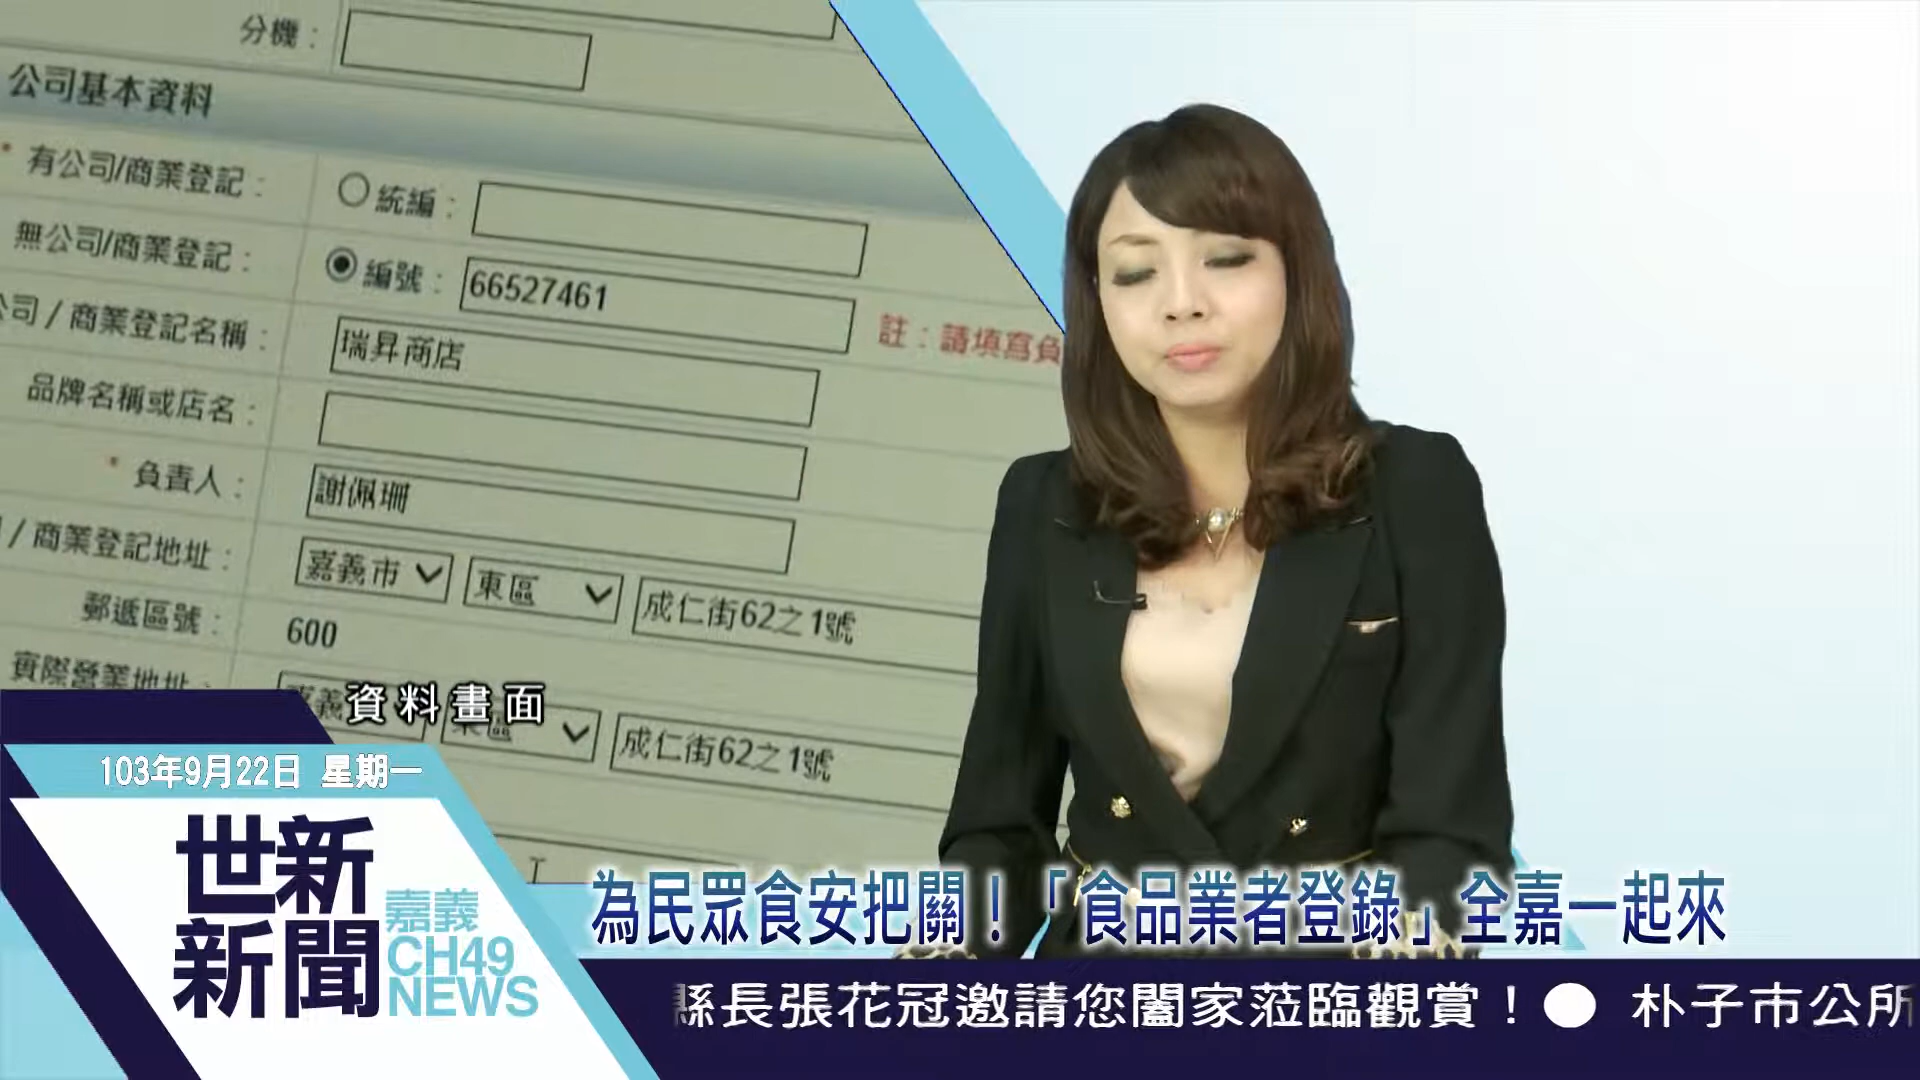 分機：
公司基本資料
* 有公司/商業登記：
統編：
無公司/商業登記：
編號：
66527461
註：請填寫負
公司 / 商業登記名稱：
瑞昇商店
品牌名稱或店名：
* 負責人：
謝佩珊
/ 商業登記地址：
嘉義市
東區
成仁街62之1號
郵遞區號：
600
實際營業地址：
嘉義
東區
成仁街62之1號
資料畫面
103年9月22日 星期一
世新
新聞
嘉義
CH49
NEWS
為民眾食安把關！「食品業者登錄」全嘉一起來
縣長張花冠邀請您闔家蒞臨觀賞！● 朴子市公所